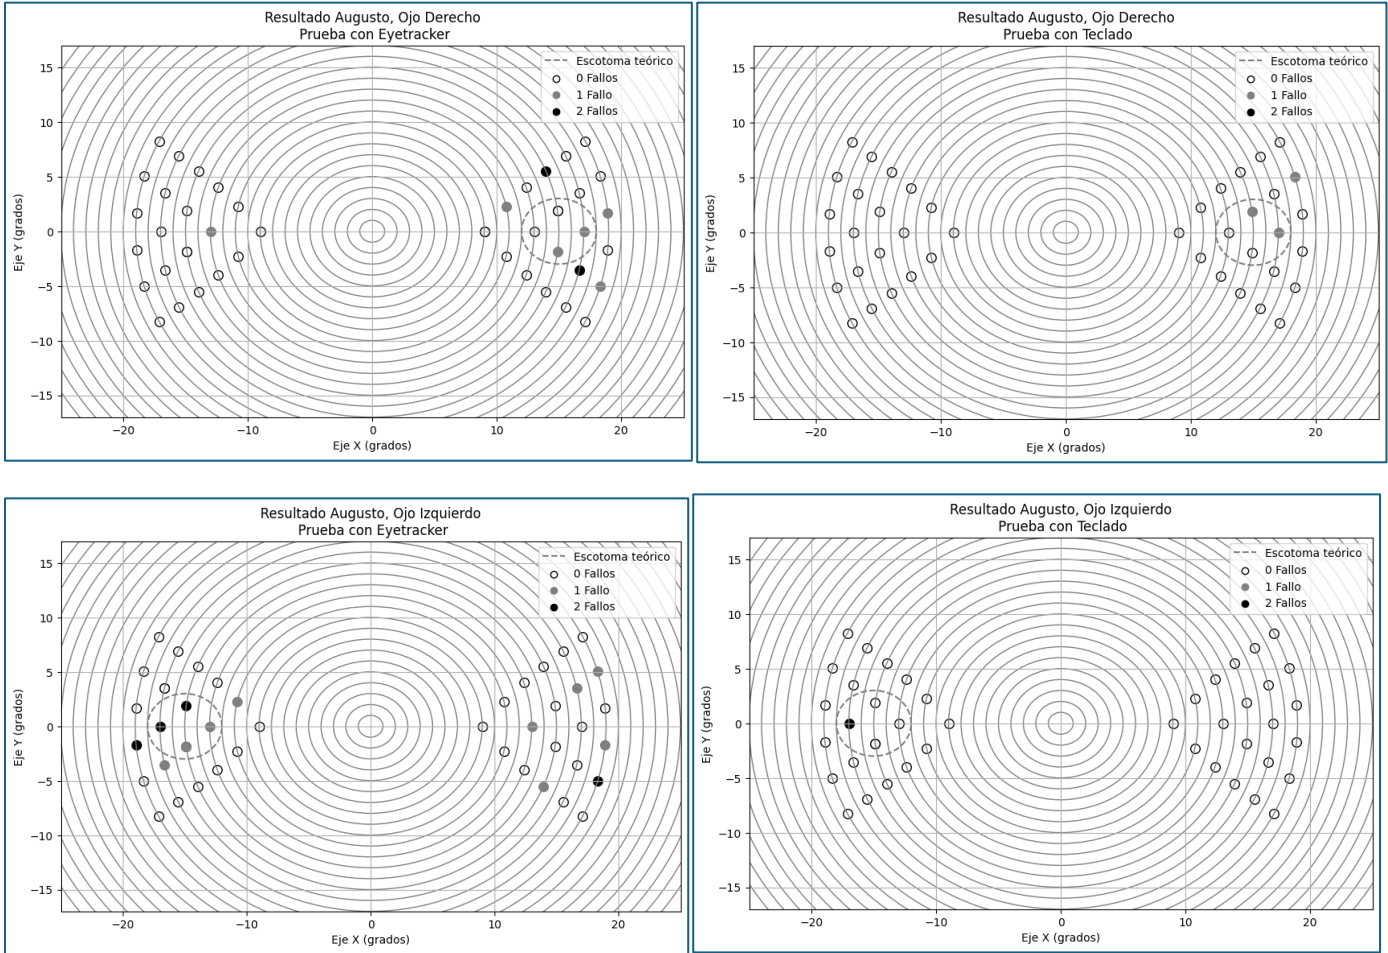 Resultado Augusto, Ojo Derecho
Prueba con Eyetracker
Escotoma teórico
0 Fallos
1 Fallo
2 Fallos
15
10
5
0
−5
−10
−15
Eje Y (grados)
−20
−10
0
10
20
Eje X (grados)
Resultado Augusto, Ojo Derecho
Prueba con Teclado
Escotoma teórico
0 Fallos
1 Fallo
2 Fallos
15
10
5
0
−5
−10
−15
Eje Y (grados)
−20
−10
0
10
20
Eje X (grados)
Resultado Augusto, Ojo Izquierdo
Prueba con Eyetracker
Escotoma teórico
0 Fallos
1 Fallo
2 Fallos
15
10
5
0
−5
−10
−15
Eje Y (grados)
−20
−10
0
10
20
Eje X (grados)
Resultado Augusto, Ojo Izquierdo
Prueba con Teclado
Escotoma teórico
0 Fallos
1 Fallo
2 Fallos
15
10
5
0
−5
−10
−15
Eje Y (grados)
−20
−10
0
10
20
Eje X (grados)